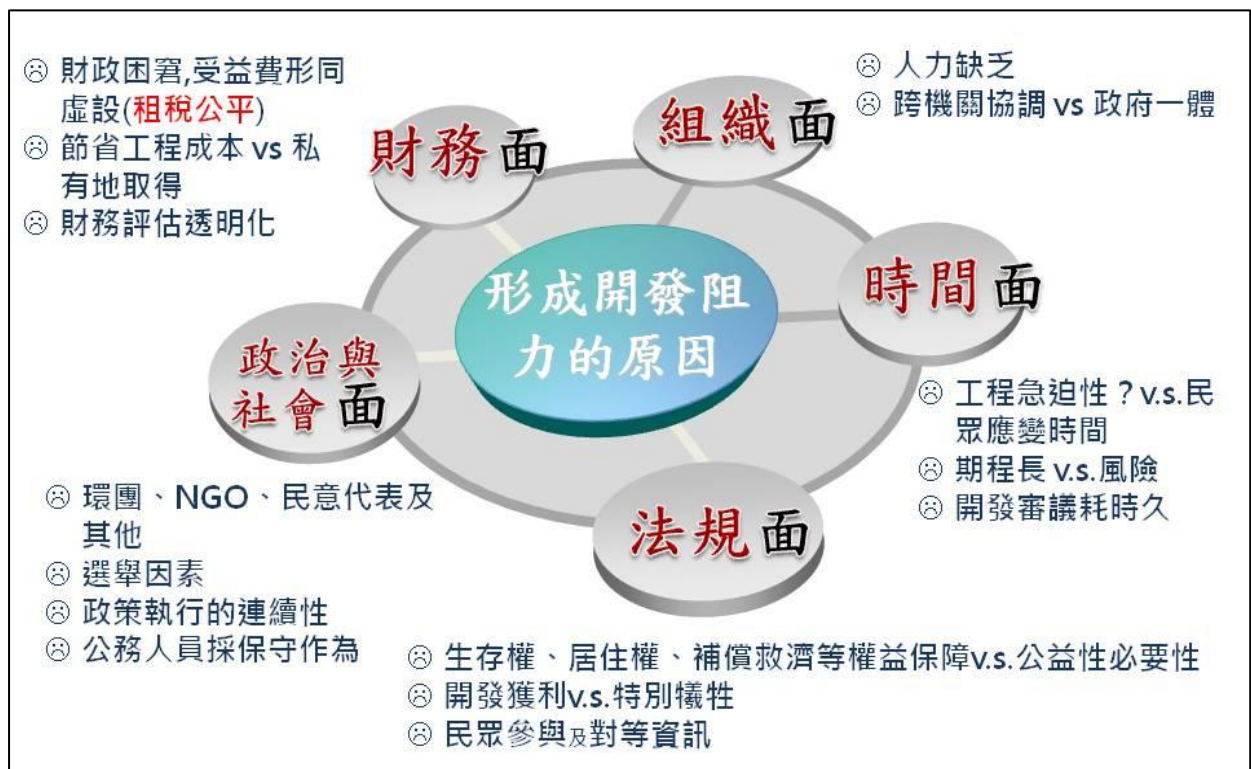 ☹ 財政困窘,受益費形同
虛設(租稅公平)
☹ 節省工程成本 vs 私
有地取得
☹ 財務評估透明化
財務面
組織面
☹ 人力缺乏
☹ 跨機關協調 vs 政府一體
時間面
☹ 工程急迫性？v.s.民
眾應變時間
☹ 期程長 v.s.風險
☹ 開發審議耗時久
形成開發阻
力的原因
政治與
社會面
☹ 環團、NGO、民意代表及
其他
☹ 選舉因素
☹ 政策執行的連續性
☹ 公務人員採保守作為
法規面
☹ 生存權、居住權、補償救濟等權益保障v.s.公益性必要性
☹ 開發獲利v.s.特別犧牲
☹ 民眾參與及對等資訊